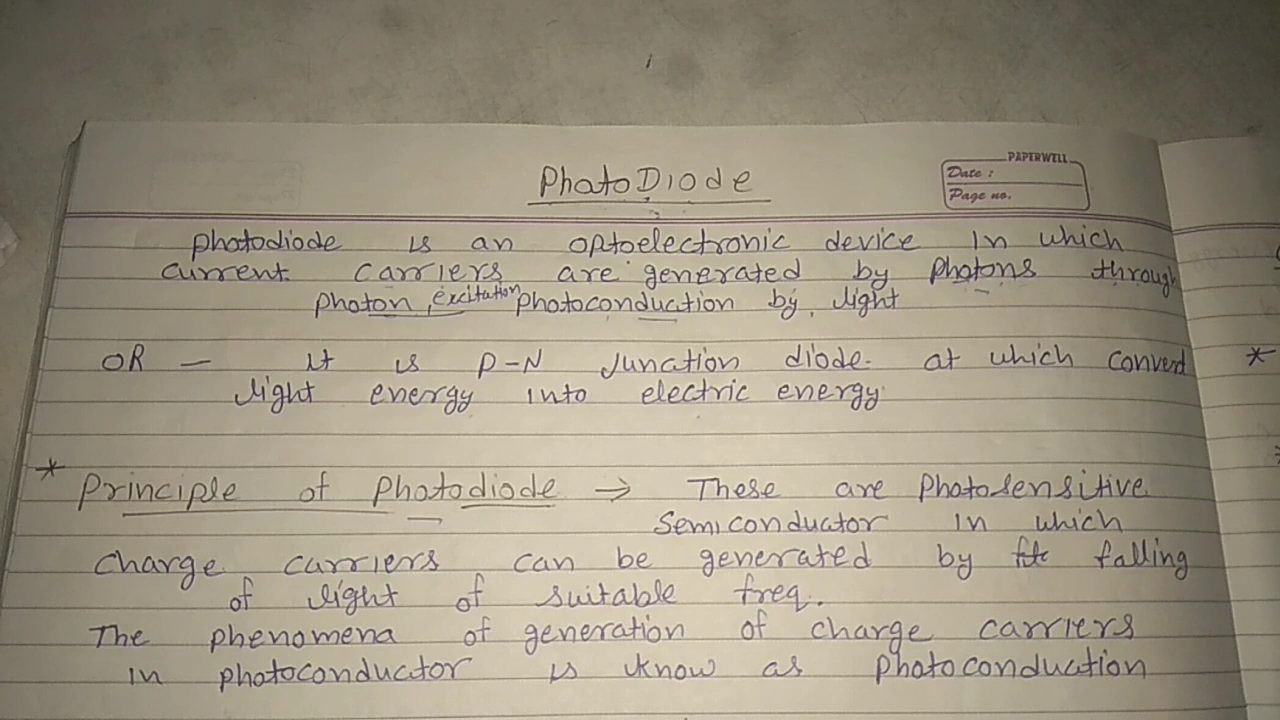 PhotoDiode
PAPERWELL
Date :
Page no.
photodiode is an optoelectronic device in which
current carriers are generated by photons through
photon excitation photoconduction by light
OR — it is P-N Junction diode at which convert
light energy into electric energy
*
* Principle of Photodiode → These are photosensitive
semiconductor in which
charge carriers can be generated by falling
of light of suitable freq.
The phenomena of generation of charge carriers
in photoconductor is know as photoconduction